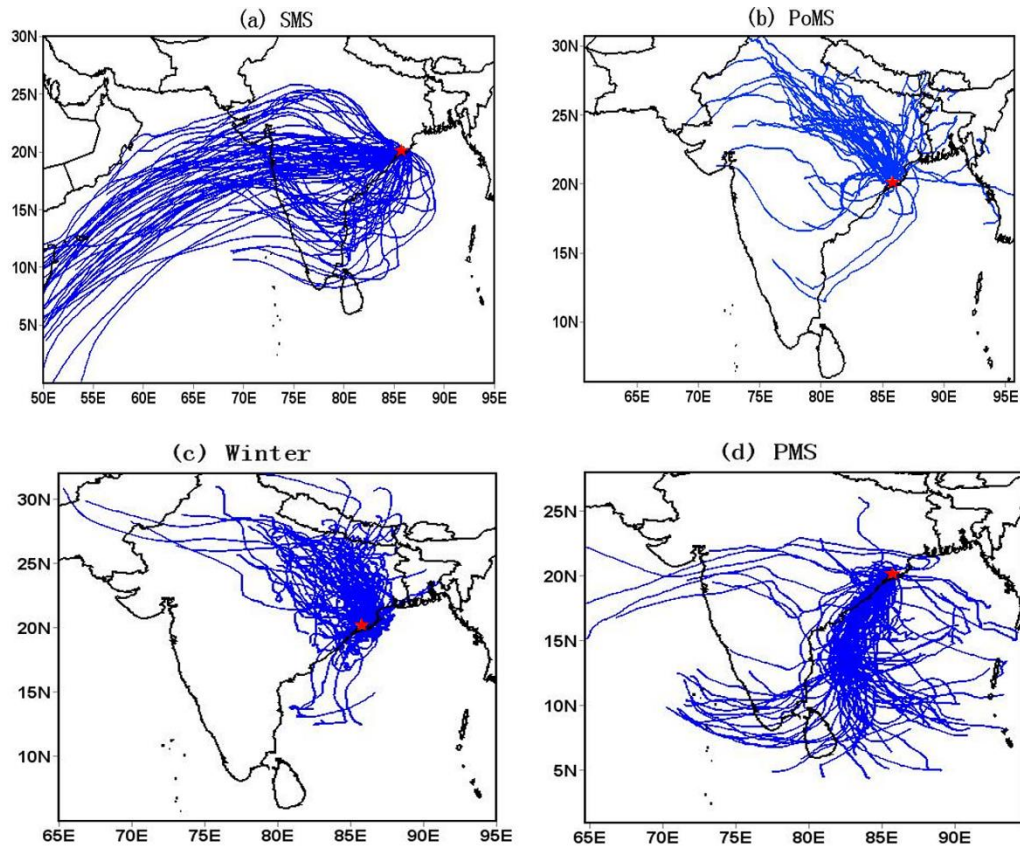 (a) SMS
(b) PoMS
30N
25N
20N
15N
10N
5N
50E 55E 60E 65E 70E 75E 80E 85E 90E 95E
30N
25N
20N
15N
10N
65E 70E 75E 80E 85E 90E 95E
(c) Winter
(d) PMS
30N
25N
20N
15N
10N
65E 70E 75E 80E 85E 90E 95E
25N
20N
15N
10N
5N
65E 70E 75E 80E 85E 90E